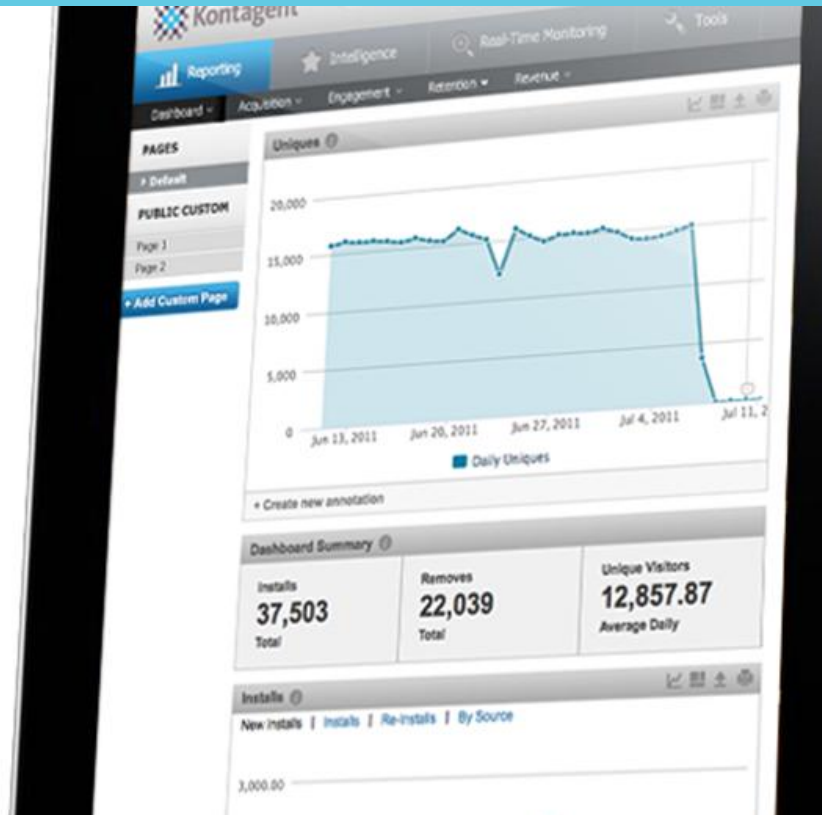 Kontagent
Reporting
Intelligence
Real-Time Monitoring
Tools
Dashboard
Acquisition
Engagement
Retention
Revenue
PAGES
Default
PUBLIC CUSTOM
Page 1
Page 2
+ Add Custom Page
Uniques
20,000
15,000
10,000
5,000
0
Jun 13, 2011
Jun 20, 2011
Jun 27, 2011
Jul 4, 2011
Jul 11, 2
Daily Uniques
+ Create new annotation
Dashboard Summary
Installs
37,503
Total
Removes
22,039
Total
Unique Visitors
12,857.87
Average Daily
Installs
New Installs | Installs | Re-Installs | By Source
3,000.00